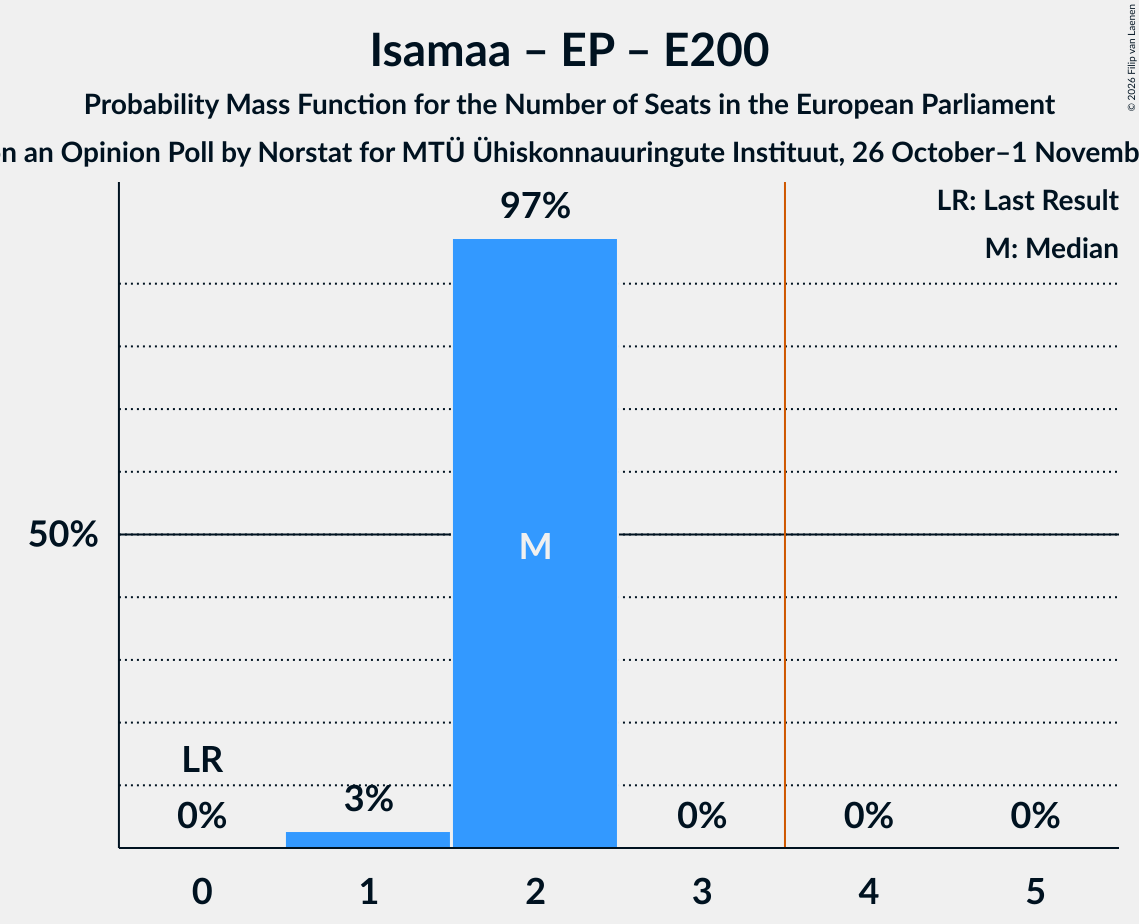 Isamaa – EP – E200
Probability Mass Function for the Number of Seats in the European Parliament
an Opinion Poll by Norstat for MTÜ Ühiskonnauuringute Instituut, 26 October–1
© 2026 Filip van Laenen
LR: Last Result
M: Median
97%
50%
M
LR
0%
3%
0%
0%
0%
0
1
2
3
4
5